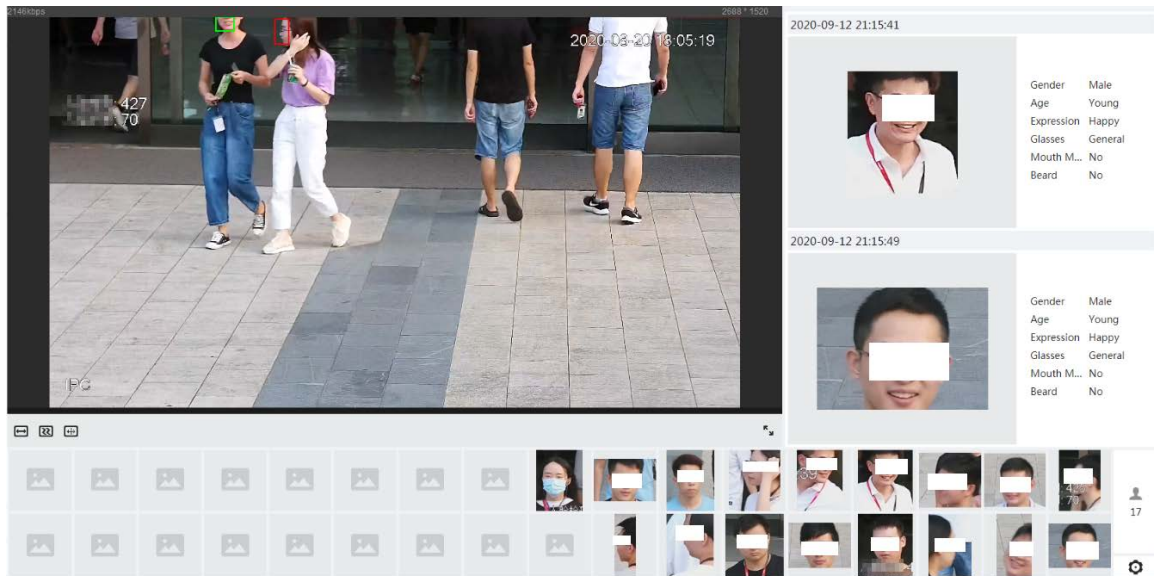 2146kbps
2688 * 1520
2020-08-20 18:05:19
: 427
: 70
IPC
2020-09-12 21:15:41
Gender Male
Age Young
Expression Happy
Glasses General
Mouth M... No
Beard No
2020-09-12 21:15:49
Gender Male
Age Young
Expression Happy
Glasses General
Mouth M... No
Beard No
17